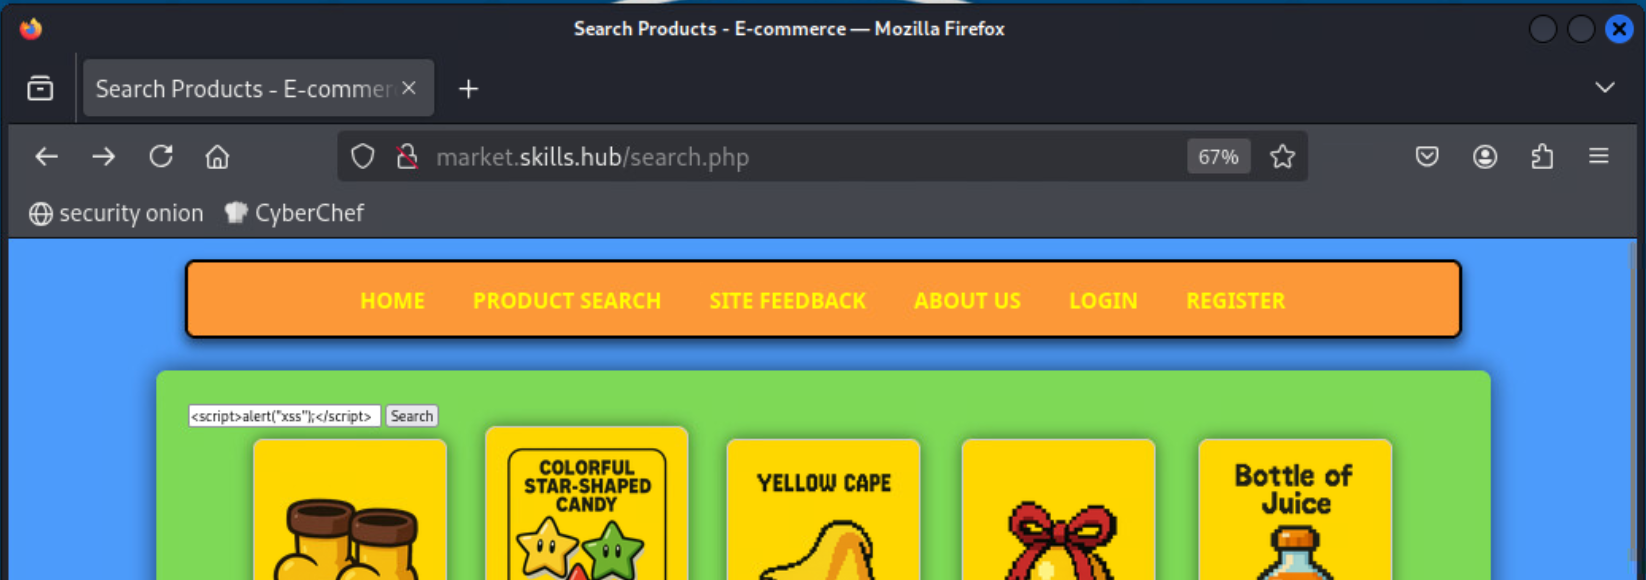 Search Products - E-commerce — Mozilla Firefox
Search Products - E-commer
market.skills.hub/search.php
67%
security onion
CyberChef
HOME
PRODUCT SEARCH
SITE FEEDBACK
ABOUT US
LOGIN
REGISTER
<script>alert("xss");</script>
Search
COLORFUL
STAR-SHAPED
CANDY
YELLOW CAPE
Bottle of
Juice